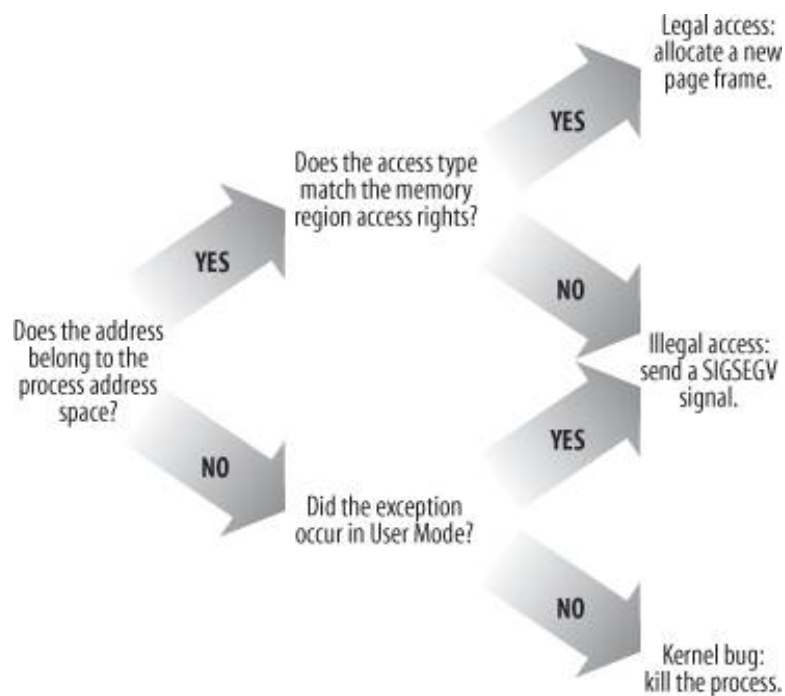 Legal access:
allocate a new
page frame.
YES
Does the access type
match the memory
region access rights?
YES
NO
Does the address
belong to the
process address
space?
Illegal access:
send a SIGSEGV
signal.
YES
NO
Did the exception
occur in User Mode?
NO
Kernel bug:
kill the process.